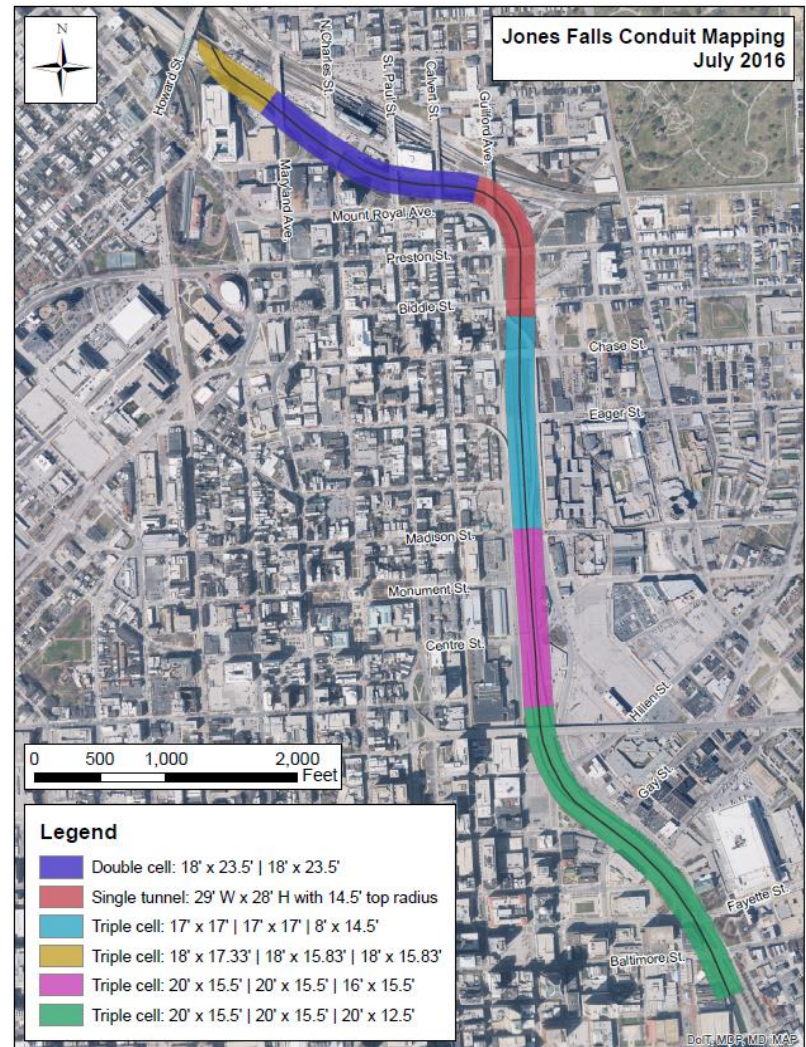 Jones Falls Conduit Mapping
July 2016
N
Howard St.
N Charles St.
St. Paul St
Calvert St.
Guilford Ave.
Maryland Ave.
Mount Royal Ave.
Preston St.
Biddle St.
Chase St.
Eager St.
Madison St.
Monument St.
Centre St.
Hillen St.
Gay St.
Fayette St.
Baltimore St.
0 500 1,000 2,000
Feet
Legend
Double cell: 18' x 23.5' | 18' x 23.5'
Single tunnel: 29' W x 28' H with 14.5' top radius
Triple cell: 17' x 17' | 17' x 17' | 8' x 14.5'
Triple cell: 18' x 17.33' | 18' x 15.83' | 18' x 15.83'
Triple cell: 20' x 15.5' | 20' x 15.5' | 16' x 15.5'
Triple cell: 20' x 15.5' | 20' x 15.5' | 20' x 12.5'
DoIT, MDP, MD iMAP